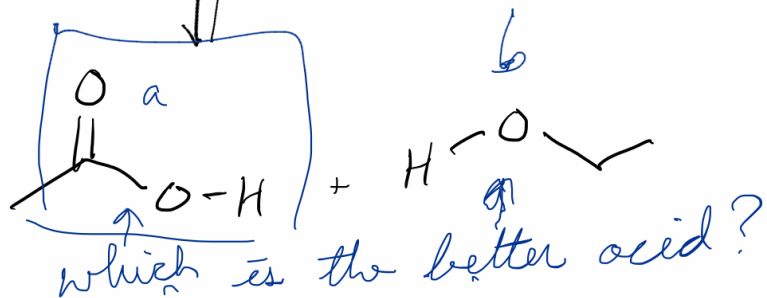 b
O a
O
H
O-H + 
which is the better acid?